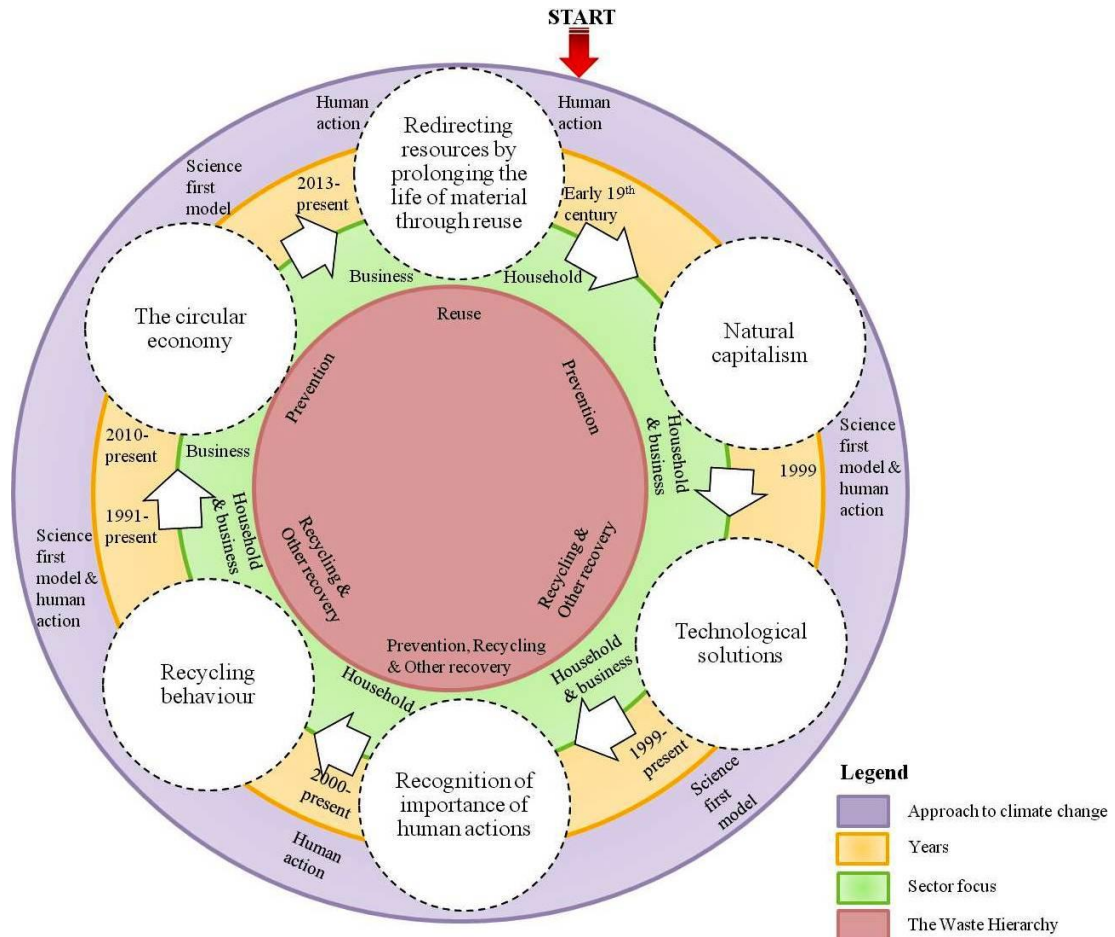 START
Human
action
Redirecting
resources by
prolonging the
life of material
through reuse
Human
action
Science
first
model
2013-
present
Early 19th
century
Business
Household
Reuse
The circular
economy
Natural
capitalism
Prevention
Prevention
2010-
present
Business
Household
& business
1999
Science
first
model &
human
action
1991-
present
Household
& business
Science
first
model &
human
action
Recycling &
Other recovery
Recycling &
Other recovery
Technological
solutions
Prevention, Recycling
& Other recovery
Household
& business
Recycling
behaviour
Household
1999-
present
Science
first
model
2000-
present
Recognition of
importance of
human actions
Human
action
Legend
Approach to climate change
Years
Sector focus
The Waste Hierarchy